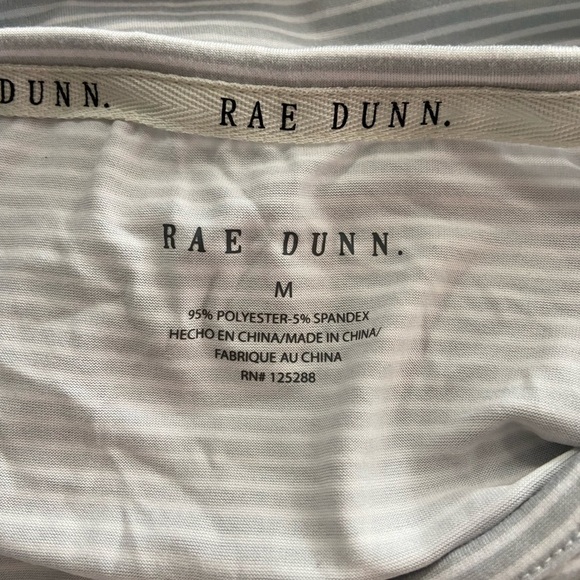 DUNN. RAE DUNN.
RAE DUNN.
M
95% POLYESTER-5% SPANDEX
HECHO EN CHINA/MADE IN CHINA/
FABRIQUE AU CHINA
RN# 125288